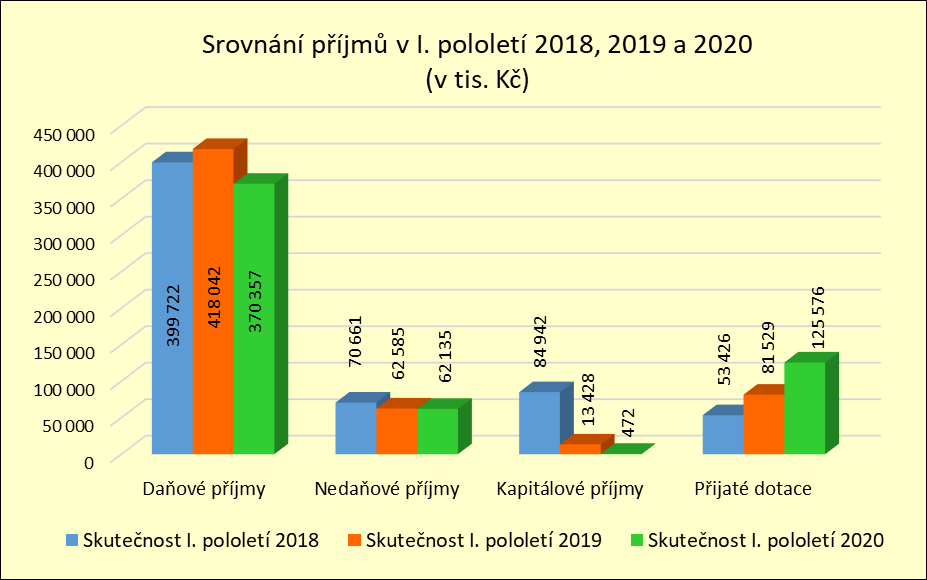 Srovnání příjmů v I. pololetí 2018, 2019 a 2020
(v tis. Kč)
450 000
400 000
350 000
300 000
250 000
200 000
150 000
100 000
50 000
0
399 722
418 042
370 357
70 661
62 585
62 135
84 942
13 428
472
53 426
81 529
125 576
Daňové příjmy
Nedaňové příjmy
Kapitálové příjmy
Přijaté dotace
Skutečnost I. pololetí 2018
Skutečnost I. pololetí 2019
Skutečnost I. pololetí 2020